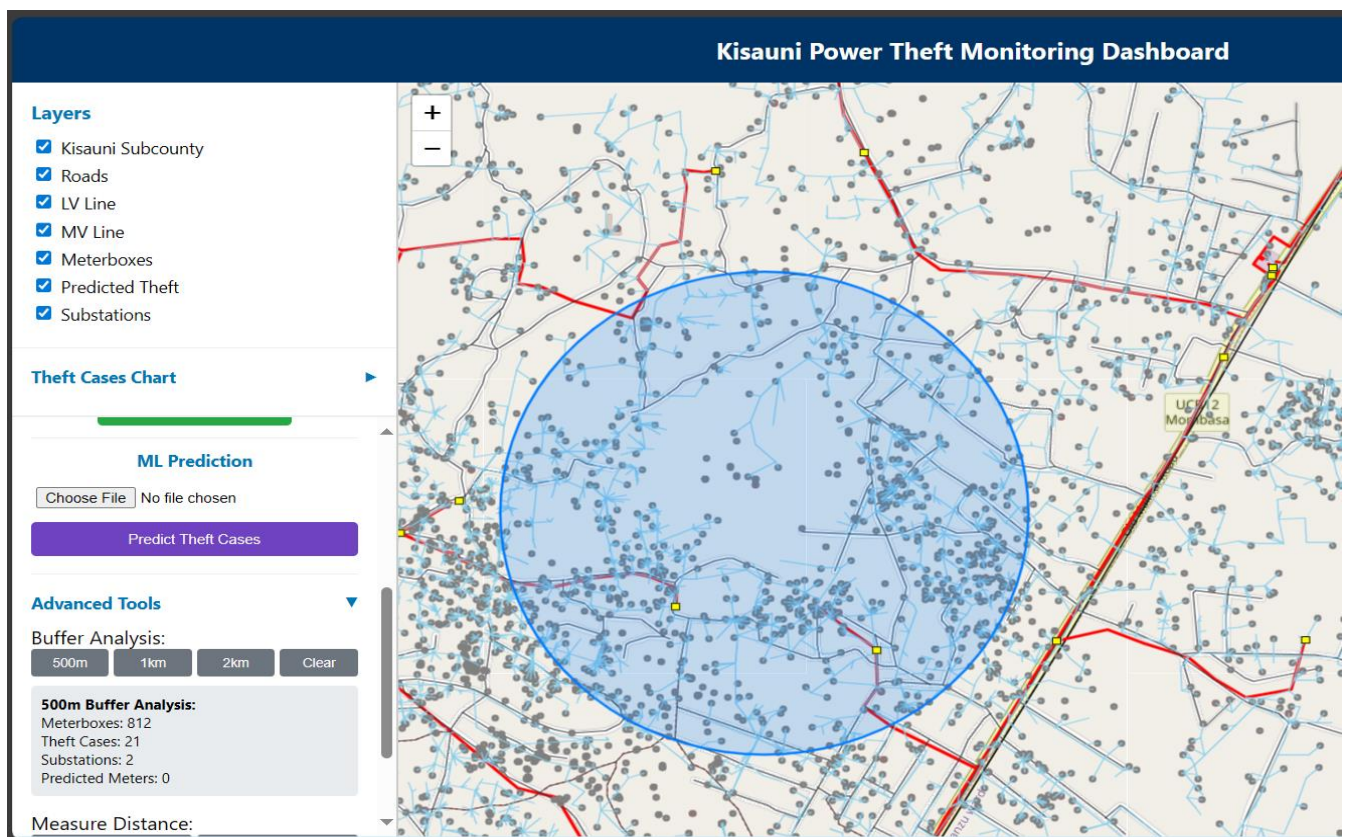 Kisauni Power Theft Monitoring Dashboard
Layers
Kisauni Subcounty
Roads
LV Line
MV Line
Meterboxes
Predicted Theft
Substations
Theft Cases Chart
ML Prediction
Choose File No file chosen
Predict Theft Cases
Advanced Tools
Buffer Analysis:
500m 1km 2km Clear
500m Buffer Analysis:
Meterboxes: 812
Theft Cases: 21
Substations: 2
Predicted Meters: 0
Measure Distance:
+
−
Mombasa